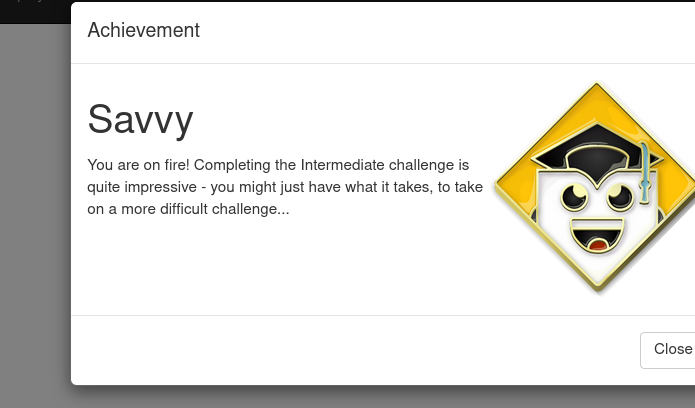 Achievement
Savvy
You are on fire! Completing the Intermediate challenge is
quite impressive - you might just have what it takes, to take
on a more difficult challenge...
Close